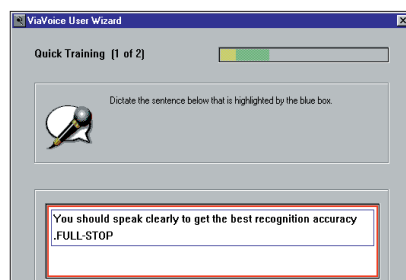 ViaVoice User Wizard
Quick Training (1 of 2)
Dictate the sentence below that is highlighted by the blue box.
You should speak clearly to get the best recognition accuracy
.FULL-STOP